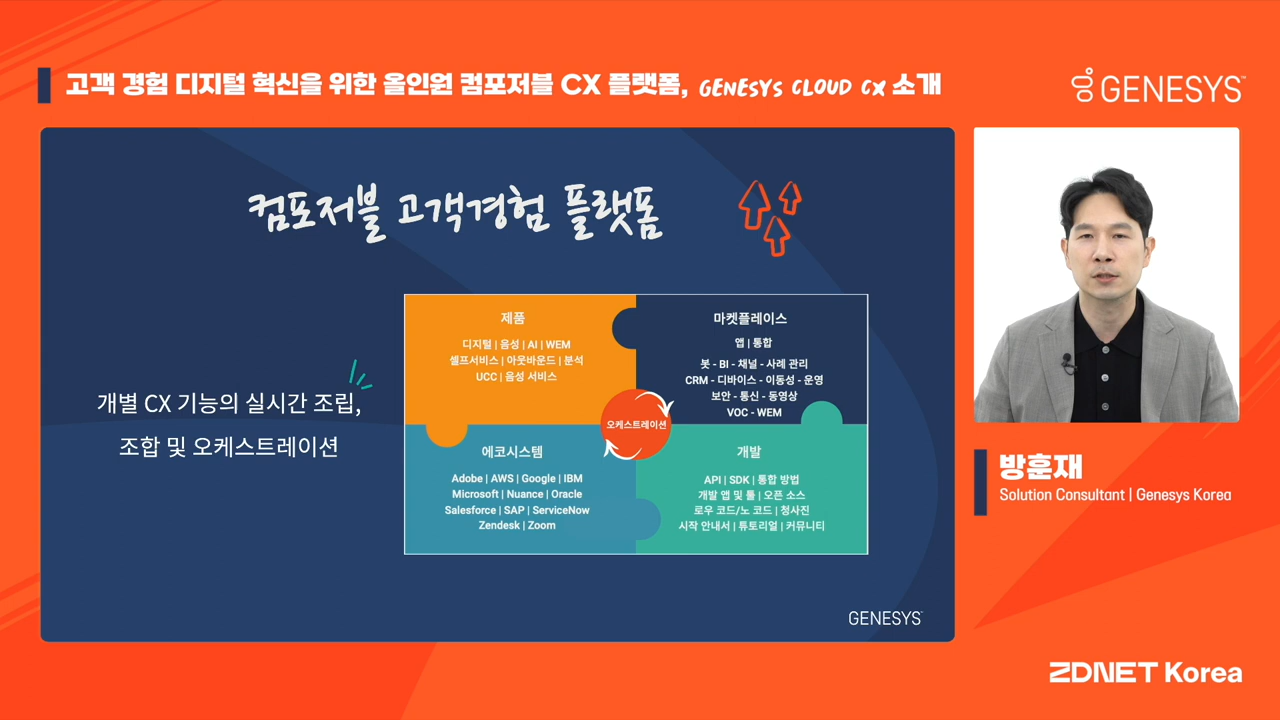 고객 경험 디지털 혁신을 위한 올인원 컴포저블 CX 플랫폼, GENESYS CLOUD CX 소개
GENESYS™
컴포저블 고객경험 플랫폼
개별 CX 기능의 실시간 조립,
조합 및 오케스트레이션
제품
디지털 | 음성 | AI | WEM
셀프서비스 | 아웃바운드 | 분석
UCC | 음성 서비스
마켓플레이스
앱 | 통합
봇 - BI - 채널 - 사례 관리
CRM - 디바이스 - 이동성 - 운영
보안 - 통신 - 동영상
VOC - WEM
오케스트레이션
에코시스템
Adobe | AWS | Google | IBM
Microsoft | Nuance | Oracle
Salesforce | SAP | ServiceNow
Zendesk | Zoom
개발
API | SDK | 통합 방법
개발 앱 및 툴 | 오픈 소스
로우 코드/노 코드 | 청사진
시작 안내서 | 튜토리얼 | 커뮤니티
GENESYS™
방훈재
Solution Consultant | Genesys Korea
ZDNET Korea